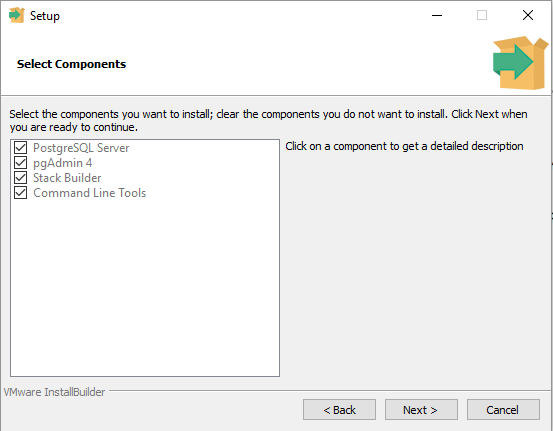 Setup
Select Components
Select the components you want to install; clear the components you do not want to install. Click Next when
you are ready to continue.
PostgreSQL Server
pgAdmin 4
Stack Builder
Command Line Tools
Click on a component to get a detailed description
VMware InstallBuilder
< Back
Next >
Cancel